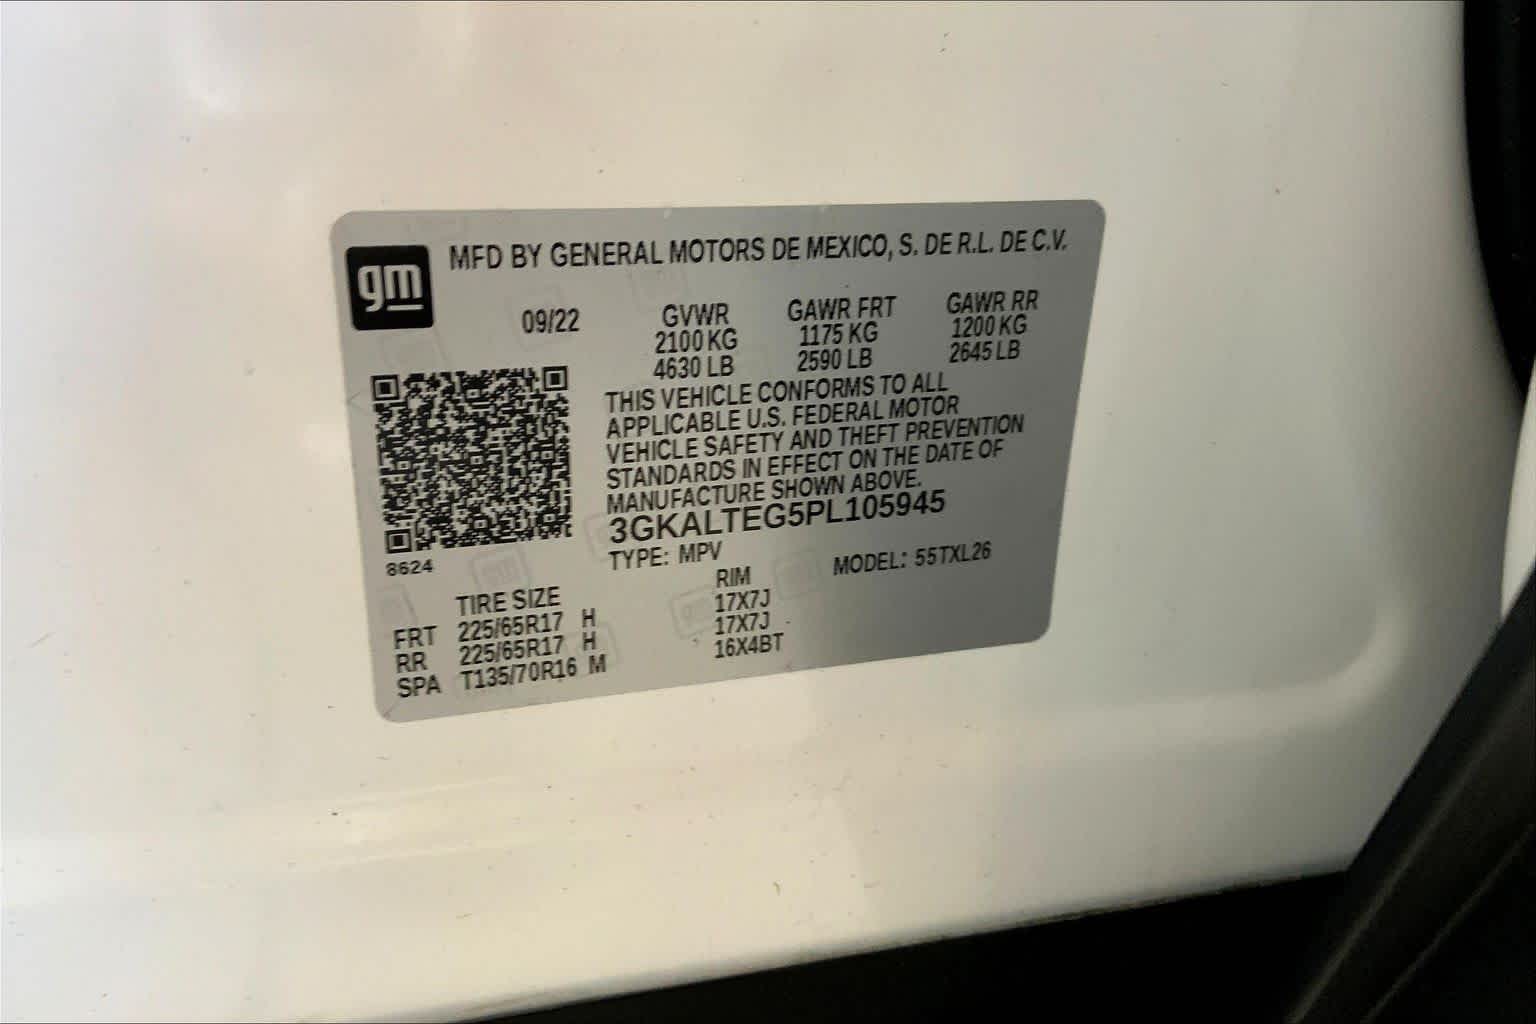 gm
MFD BY GENERAL MOTORS DE MEXICO, S. DE R.L. DE C.V.
09/22 GVWR GAWR FRT GAWR RR
2100 KG 1175 KG 1200 KG
4630 LB 2590 LB 2645 LB
THIS VEHICLE CONFORMS TO ALL
APPLICABLE U.S. FEDERAL MOTOR
VEHICLE SAFETY AND THEFT PREVENTION
STANDARDS IN EFFECT ON THE DATE OF
MANUFACTURE SHOWN ABOVE.
3GKALTEG5PL105945
8624
TYPE: MPV MODEL: 55TXL26
TIRE SIZE RIM
FRT 225/65R17 H 17X7J
RR 225/65R17 H 17X7J
SPA T135/70R16 M 16X4BT